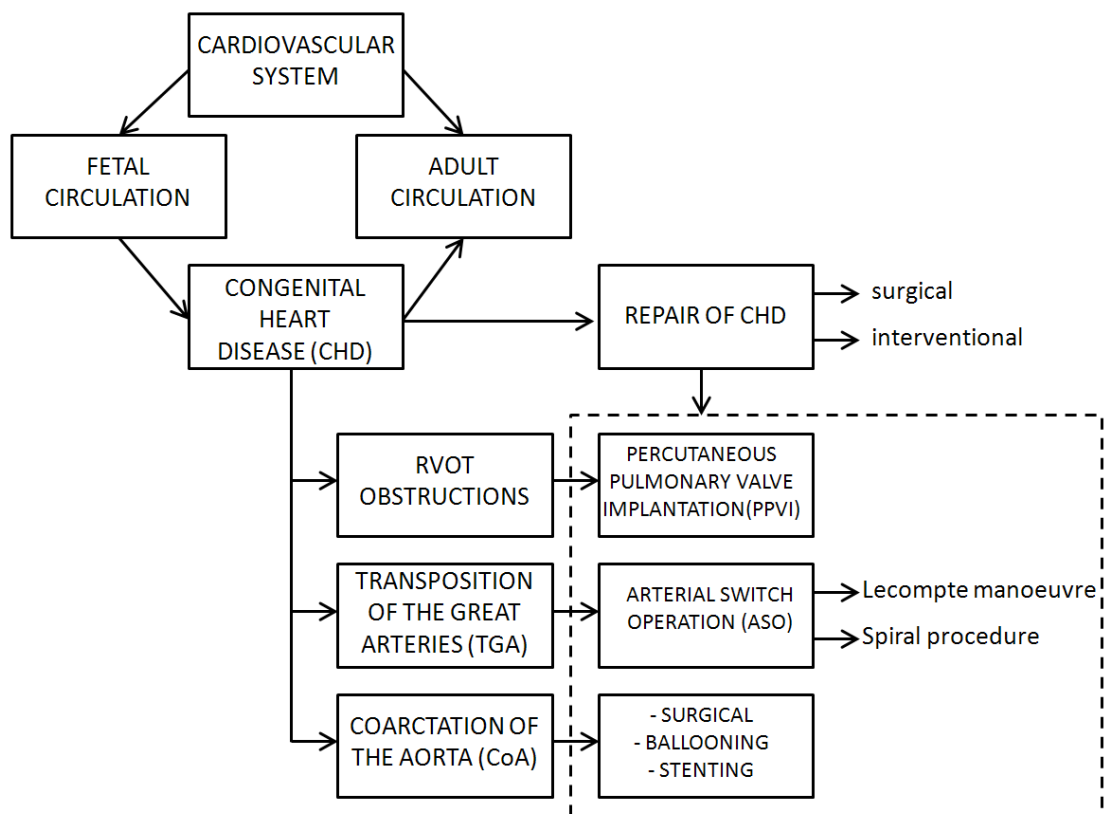 CARDIOVASCULAR
SYSTEM
FETAL
CIRCULATION
ADULT
CIRCULATION
CONGENITAL
HEART
DISEASE (CHD)
REPAIR OF CHD
surgical
interventional
RVOT
OBSTRUCTIONS
PERCUTANEOUS
PULMONARY VALVE
IMPLANTATION(PPVI)
TRANSPOSITION
OF THE GREAT
ARTERIES (TGA)
ARTERIAL SWITCH
OPERATION (ASO)
Lecompte manoeuvre
Spiral procedure
COARCTATION OF
THE AORTA (CoA)
- SURGICAL
- BALLOONING
- STENTING